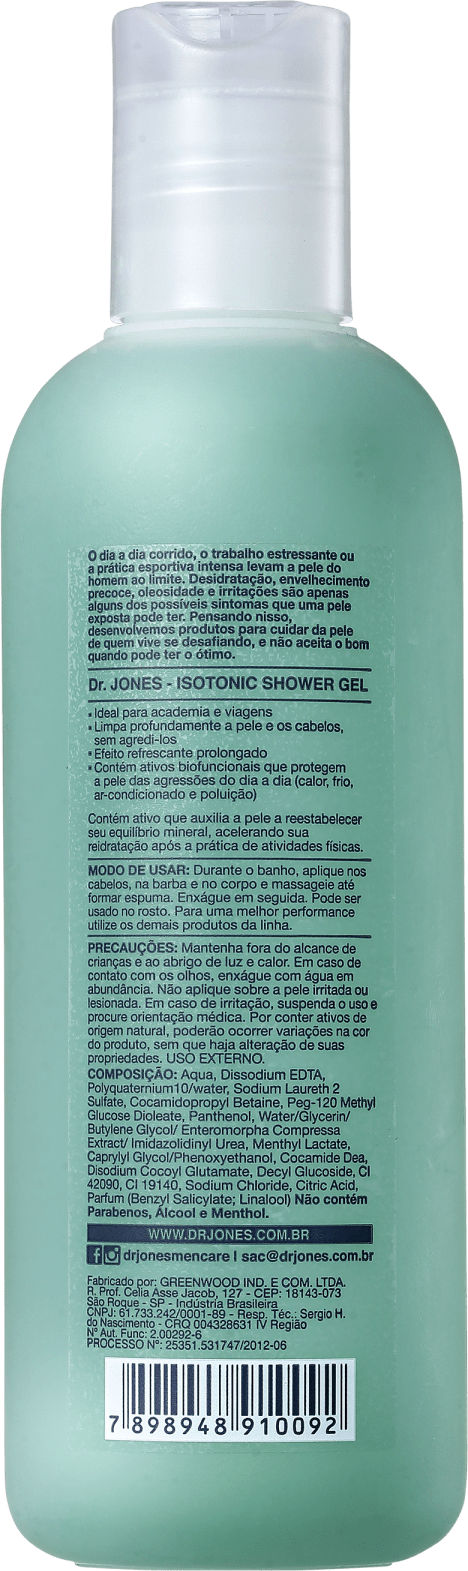 O dia a dia corrido, o trabalho estressante ou
a prática esportiva intensa levam a pele do
homem ao limite. Desidratação, envelhecimento
precoce, oleosidade e irritações são apenas
alguns dos possíveis sintomas que uma pele
exposta pode ter. Pensando nisso,
desenvolvemos produtos para cuidar da pele
de quem vive se desafiando, e não aceita o bom
quando pode ter o ótimo.
Dr. JONES - ISOTONIC SHOWER GEL
▪ Ideal para academia e viagens
▪ Limpa profundamente a pele e os cabelos,
sem agredi-los
▪ Efeito refrescante prolongado
▪ Contém ativos biofuncionais que protegem
a pele das agressões do dia a dia (calor, frio,
ar-condicionado e poluição)
Contém ativo que auxilia a pele a reestabelecer
seu equilíbrio mineral, acelerando sua
reidratação após a prática de atividades físicas.
MODO DE USAR: Durante o banho, aplique nos
cabelos, na barba e no corpo e massageie até
formar espuma. Enxágue em seguida. Pode ser
usado no rosto. Para uma melhor performance
utilize os demais produtos da linha.
PRECAUÇÕES: Mantenha fora do alcance de
crianças e ao abrigo de luz e calor. Em caso de
contato com os olhos, enxágue com água em
abundância. Não aplique sobre a pele irritada ou
lesionada. Em caso de irritação, suspenda o uso e
procure orientação médica. Por conter ativos de
origem natural, poderão ocorrer variações na cor
do produto, sem que haja alteração de suas
propriedades. USO EXTERNO.
COMPOSIÇÃO: Aqua, Dissodium EDTA,
Polyquaternium10/water, Sodium Laureth 2
Sulfate, Cocamidopropyl Betaine, Peg-120 Methyl
Glucose Dioleate, Panthenol, Water/Glycerin/
Butylene Glycol/ Enteromorpha Compressa
Extract/ Imidazolidinyl Urea, Menthyl Lactate,
Caprylyl Glycol/Phenoxyethanol, Cocamide Dea,
Disodium Cocoyl Glutamate, Decyl Glucoside, CI
42090, CI 19140, Sodium Chloride, Citric Acid,
Parfum (Benzyl Salicylate; Linalool) Não contém
Parabenos, Álcool e Menthol.
WWW.DRJONES.COM.BR
drjonesmencare I sac@drjones.com.br
Fabricado por: GREENWOOD IND. E COM. LTDA.
R. Prof. Celia Asse Jacob, 127 - CEP: 18143-073
São Roque - SP - Indústria Brasileira
CNPJ: 61.733.242/0001-89 - Resp. Téc.: Sergio H.
do Nascimento - CRQ 004328631 IV Região
Nº Aut. Func: 2.00292-6
PROCESSO Nº: 25351.531747/2012-06
7 898948 910092